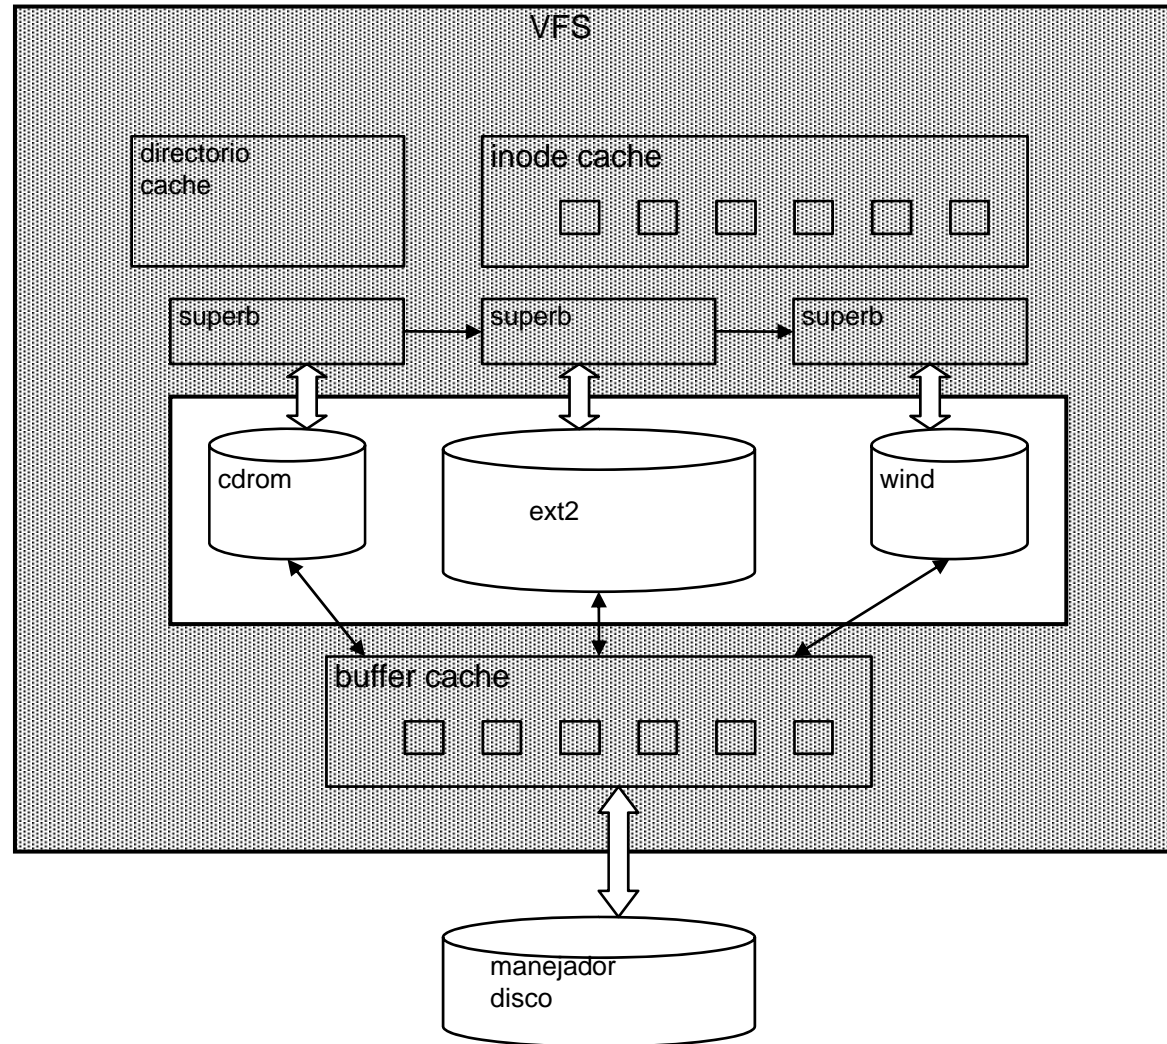 VFS
directorio
cache
inode cache
superb
superb
superb
cdrom
ext2
wind
buffer cache
manejador
disco